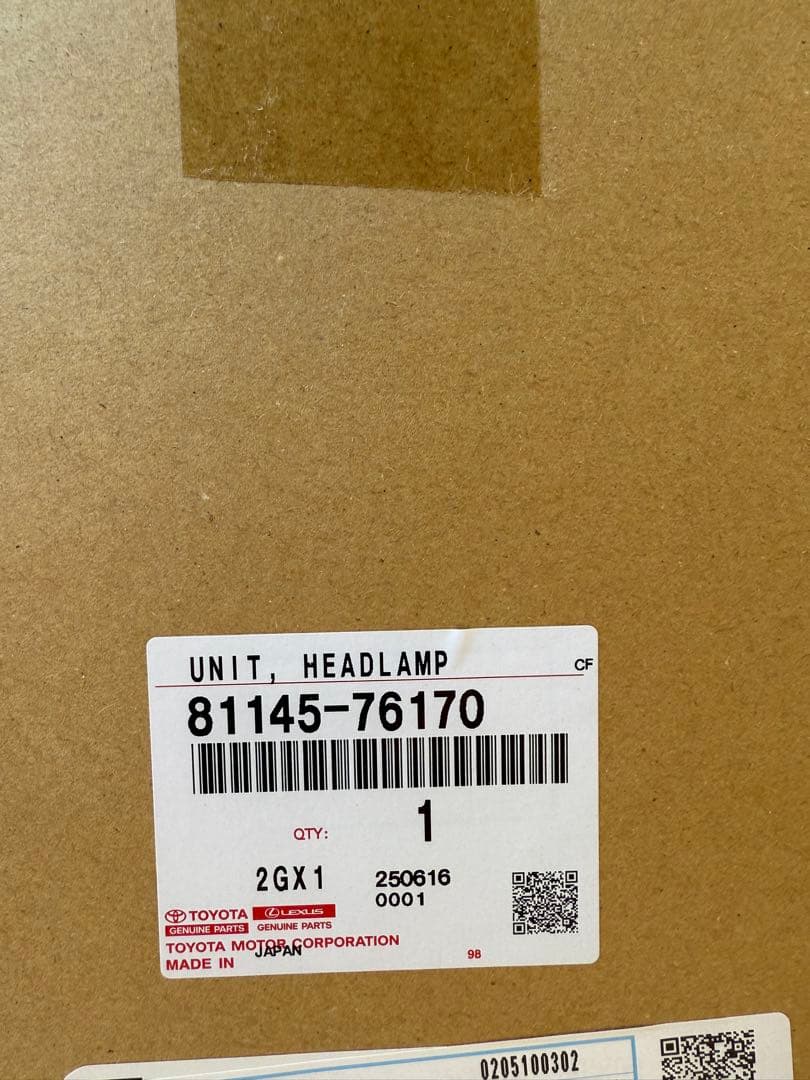 UNIT, HEADLAMP
CF
81145-76170
QTY: 1
2GX1 250616
0001
TOYOTA LEXUS
GENUINE PARTS GENUINE PARTS
TOYOTA MOTOR CORPORATION
MADE IN JAPAN 98
0205100302